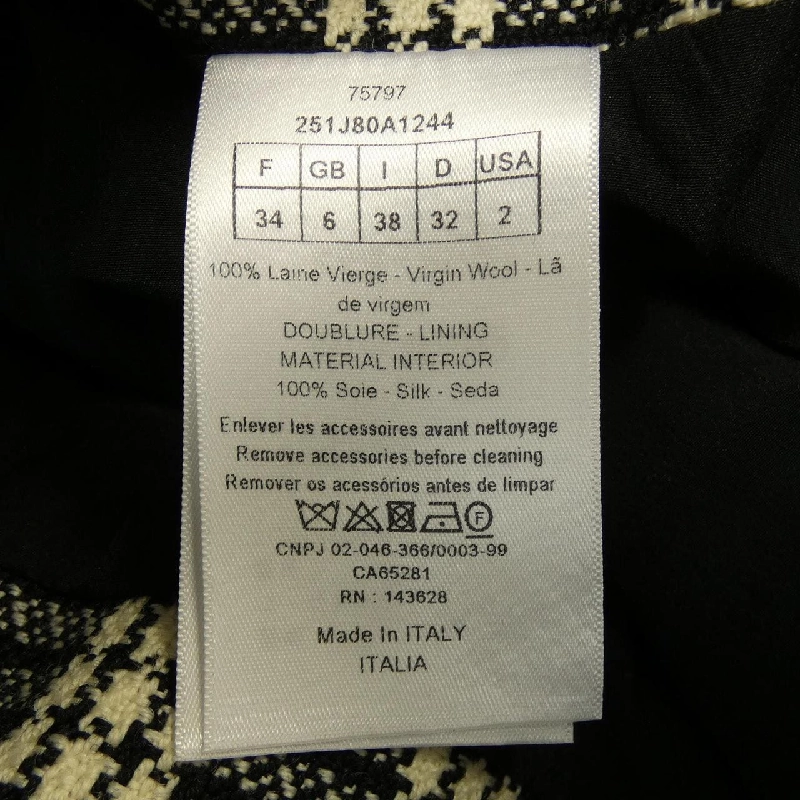 75797
251J80A1244
F GB I D USA
34 6 38 32 2
100% Laine Vierge - Virgin Wool - Lã
de virgem
DOUBLURE - LINING
MATERIAL INTERIOR
100% Soie - Silk - Seda
Enlever les accessoires avant nettoyage
Remove accessories before cleaning
Remover os acessórios antes de limpar
F
CNPJ 02-046-366/0003-99
CA65281
RN : 143628
Made In ITALY
ITALIA